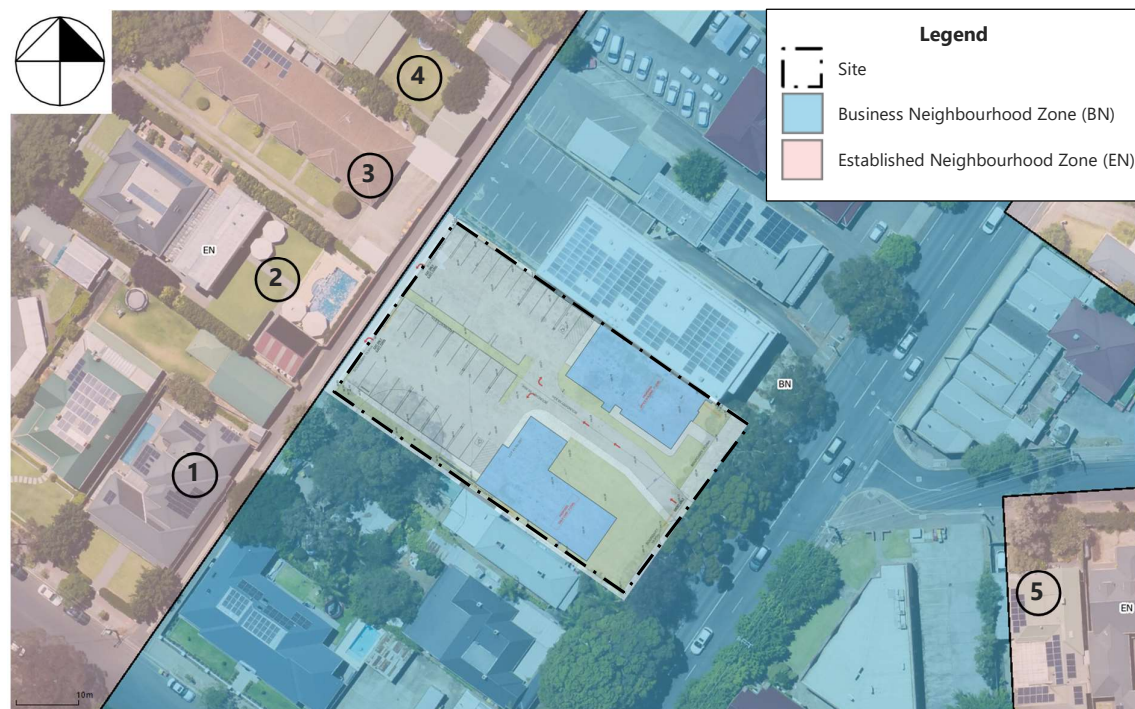 Legend
Site
Business Neighbourhood Zone (BN)
Established Neighbourhood Zone (EN)
4
3
EN
2
BN
1
5
EN
10m